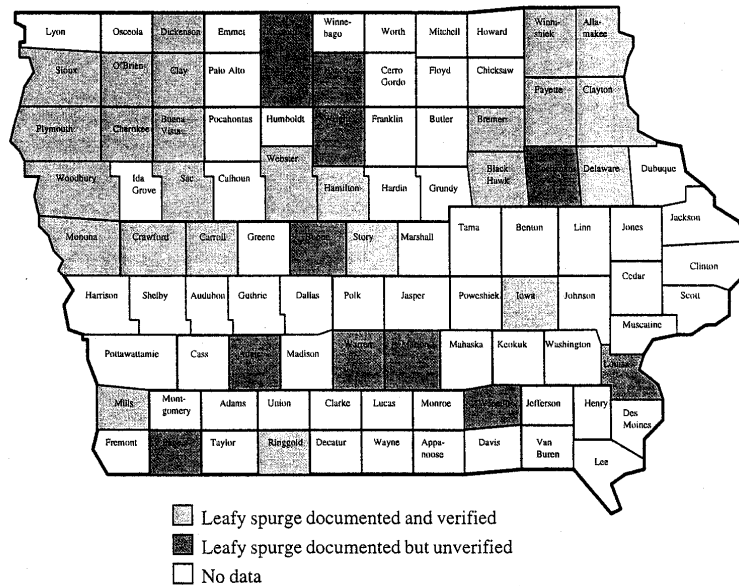 Lyon Osceola Dickenson Emmet Winne-
bago Worth Mitchell Howard Winni-
shiek Alla-
makee
Sioux O'Brien Clay Palo Alto Cerro
Gordo Floyd Chicksaw
Fayette Clayton
Plymouth Cherokee Buena
Vista Pocahontas Humboldt Franklin Butler Bremer
Woodbury Ida
Grove Sac Calhoun Webster Hamilton Hardin Grundy Black
Hawk Delaware Dubuque
Monona Crawford Carroll Greene Story Marshall Tama Benton Linn Jones Jackson
Clinton
Cedar
Harrison Shelby Audubon Guthrie Dallas Polk Jasper Poweshiek Iowa Johnson Scott
Muscatine
Pottawattamie Cass Madison Warren Mahaska Keokuk Washington
Mills Mont-
gomery Adams Union Clarke Lucas Monroe Jefferson Henry Des
Moines
Fremont Taylor Ringgold Decatur Wayne Appa-
noose Davis Van
Buren Lee
Leafy spurge documented and verified
Leafy spurge documented but unverified
No data